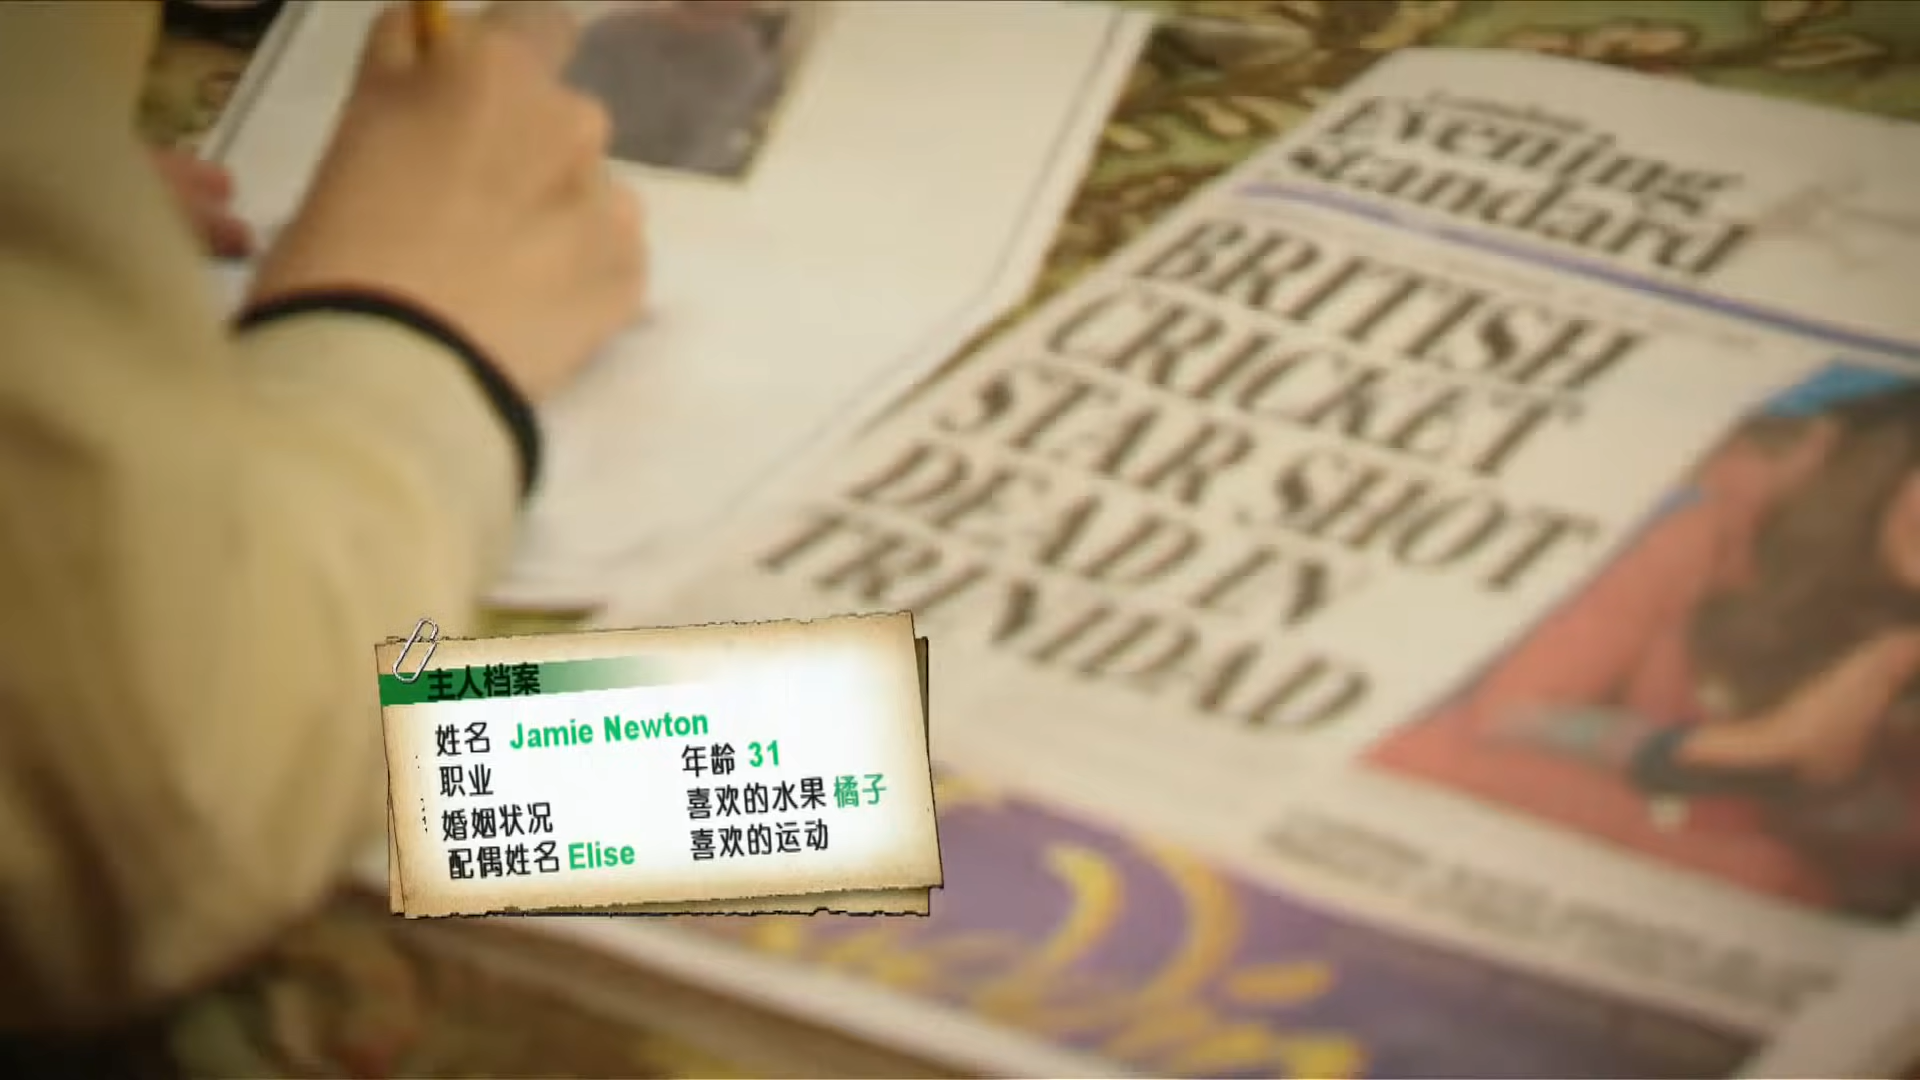 Evening
Standard
BRITISH
CRICKET
STAR SHOT
DEAD IN
TRINIDAD
主人档案
姓名 Jamie Newton
年龄 31
职业
喜欢的水果 橘子
婚姻状况
喜欢的运动
配偶姓名 Elise